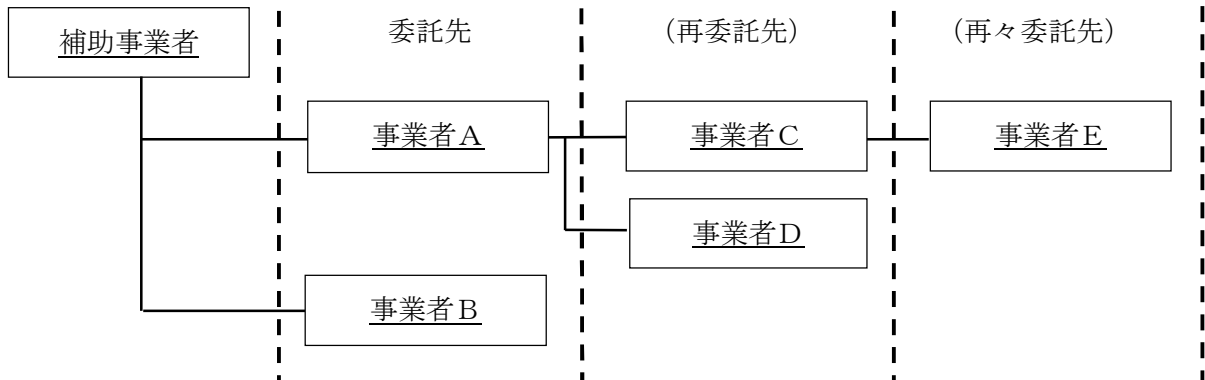 補助事業者
委託先
（再委託先）
（再々委託先）
事業者Ａ
事業者Ｃ
事業者Ｅ
事業者Ｄ
事業者Ｂ